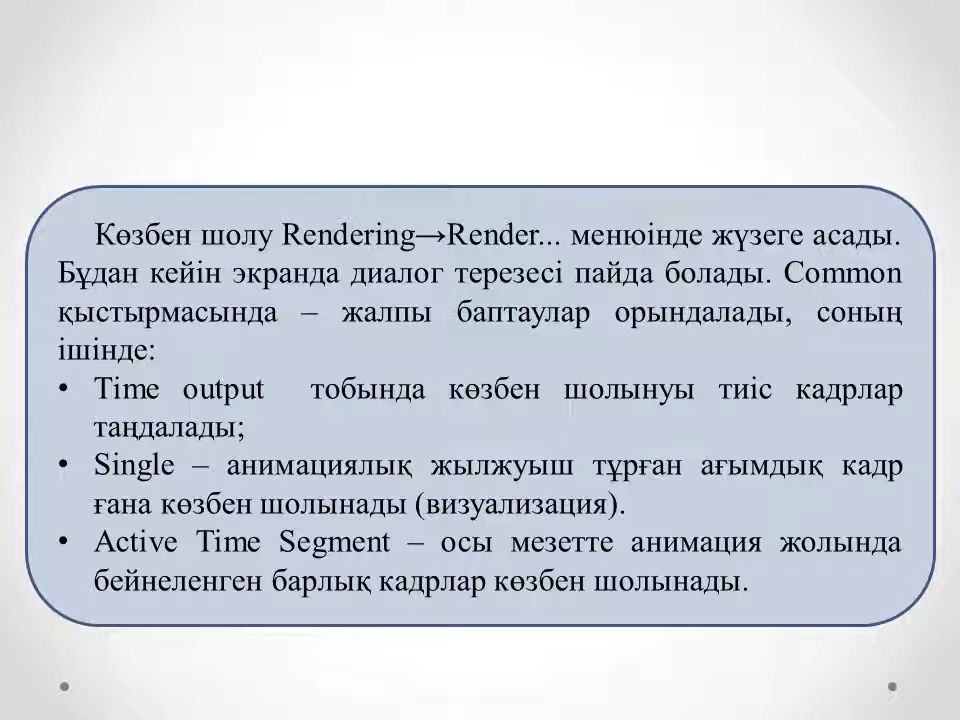 Көзбен шолу Rendering→Render... менюінде жүзеге асады.
Бұдан кейін экранда диалог терезесі пайда болады. Common
қыстырмасында – жалпы баптаулар орындалады, соның
ішінде:
• Time output тобында көзбен шолынуы тиіс кадрлар
таңдалады;
• Single – анимациялық жылжуыш тұрған ағымдық кадр
ғана көзбен шолынады (визуализация).
• Active Time Segment – осы мезетте анимация жолында
бейнеленген барлық кадрлар көзбен шолынады.